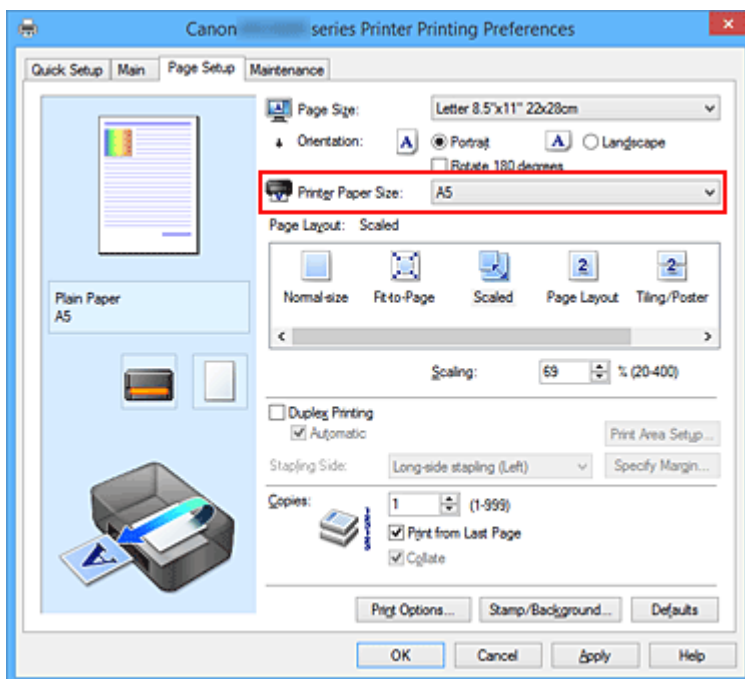 Canon series Printer Printing Preferences
Quick Setup Main Page Setup Maintenance
Page Size: Letter 8.5"x11" 22x28cm
Orientation: A Portrait A Landscape
Rotate 180 degrees
Printer Paper Size: A5
Page Layout: Scaled
2 2
Normal-size Fit-to-Page Scaled Page Layout Tiling/Poster
Plain Paper
A5
Scaling: 69 % (20-400)
Duplex Printing
Automatic Print Area Setup...
Stapling Side: Long-side stapling (Left) Specify Margin...
Copies: 1 (1-999)
Print from Last Page
Collate
Print Options... Stamp/Background... Defaults
OK Cancel Apply Help